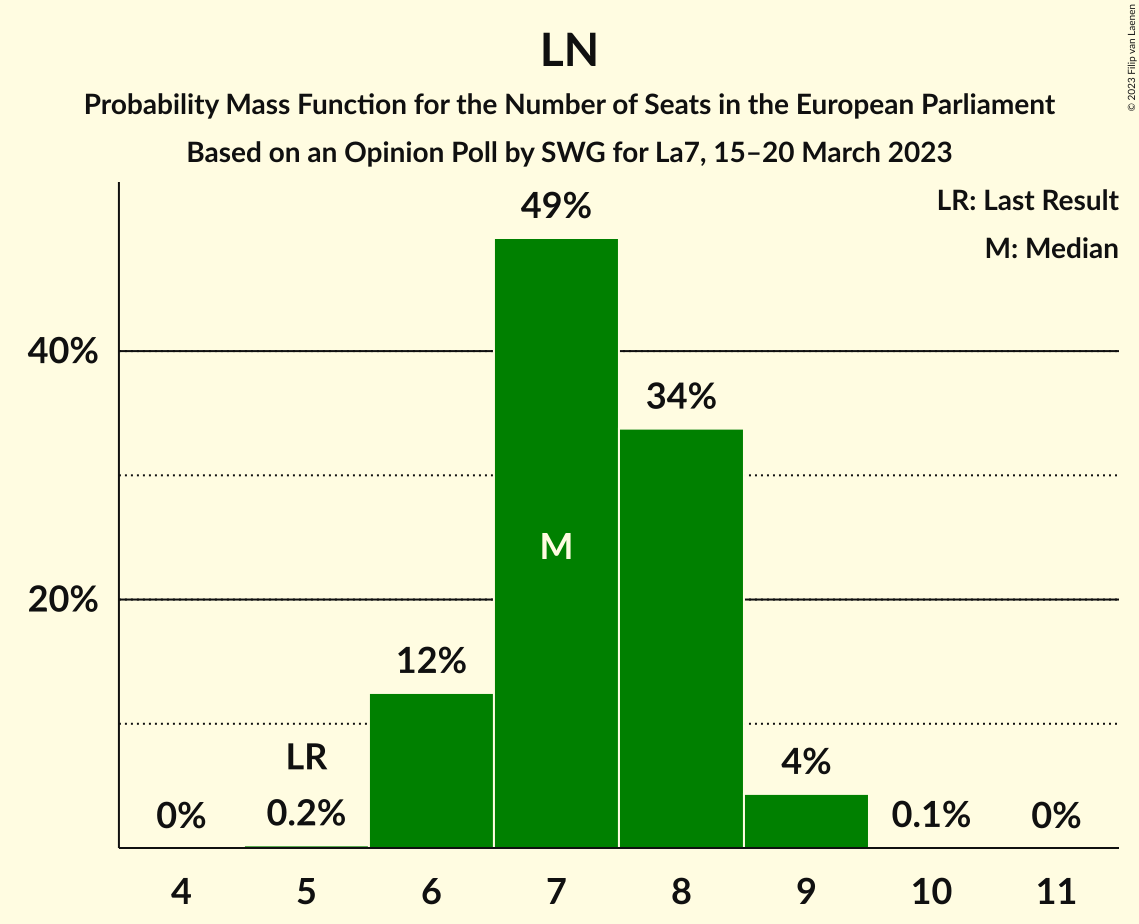 LN
Probability Mass Function for the Number of Seats in the European Parliament
Based on an Opinion Poll by SWG for La7, 15–20 March 2023
© 2023 Filip van Laenen
LR: Last Result
M: Median
49%
40%
34%
M
20%
12%
LR
4%
0%
0.2%
0.1%
0%
4
5
6
7
8
9
10
11